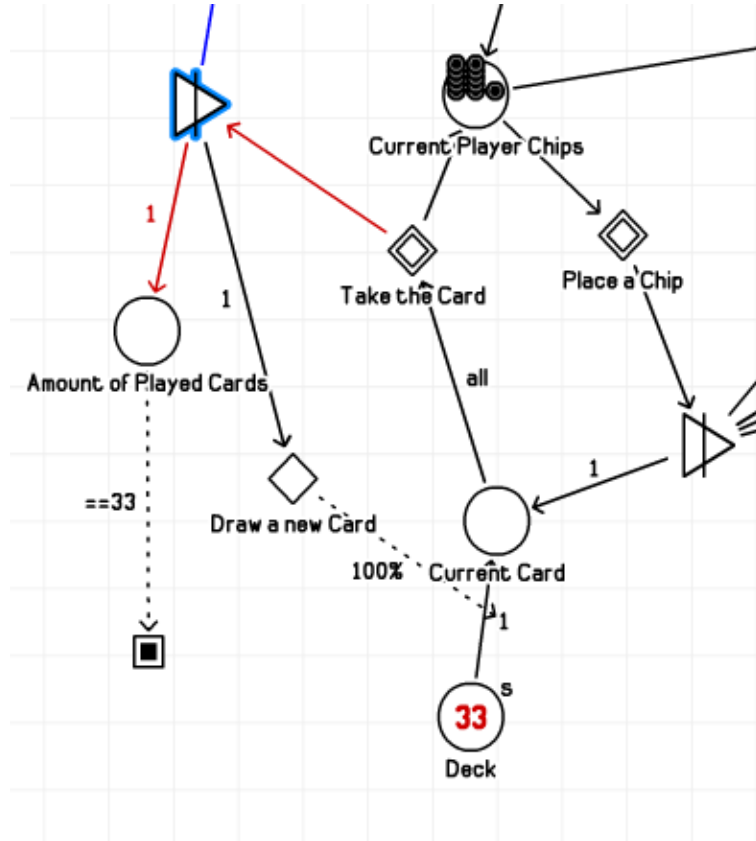 Current Player Chips
1
Take the Card
Place a Chip
1
Amount of Played Cards
all
1
==33
Draw a new Card
100%
Current Card
1
s
33
Deck